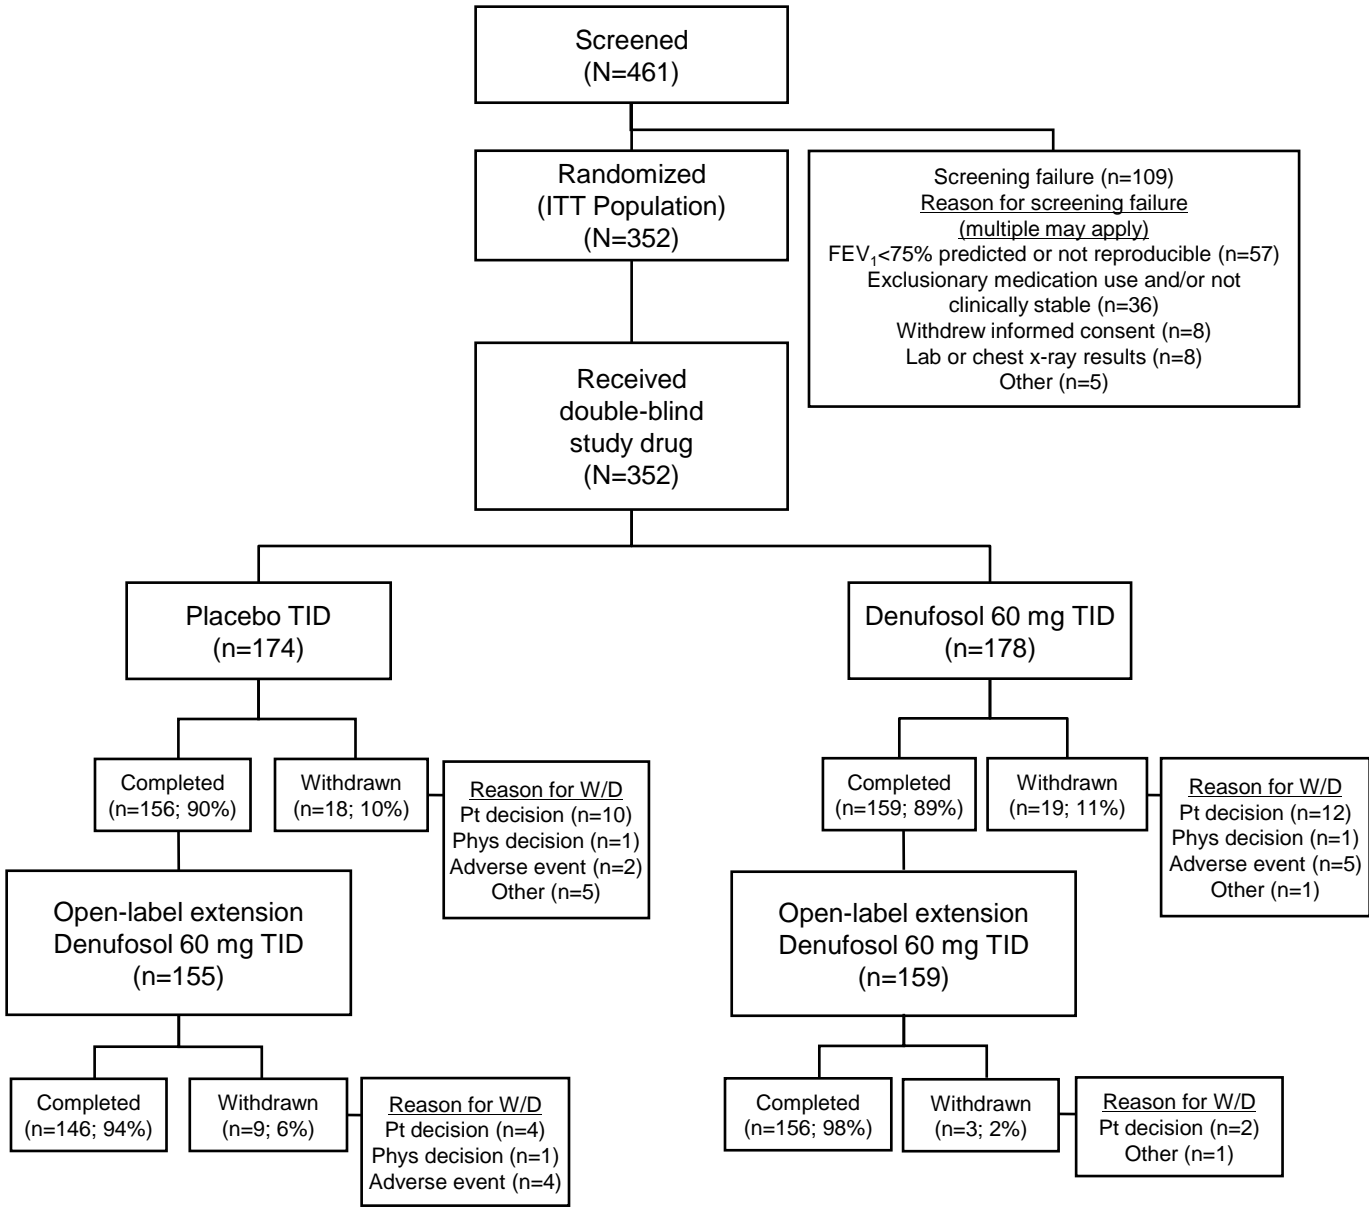 Screened
(N=461)
Randomized
(ITT Population)
(N=352)
Screening failure (n=109)
Reason for screening failure
(multiple may apply)
FEV₁<75% predicted or not reproducible (n=57)
Exclusionary medication use and/or not
clinically stable (n=36)
Withdrew informed consent (n=8)
Lab or chest x-ray results (n=8)
Other (n=5)
Received
double-blind
study drug
(N=352)
Placebo TID
(n=174)
Denufosol 60 mg TID
(n=178)
Completed
(n=156; 90%)
Withdrawn
(n=18; 10%)
Reason for W/D
Pt decision (n=10)
Phys decision (n=1)
Adverse event (n=2)
Other (n=5)
Completed
(n=159; 89%)
Withdrawn
(n=19; 11%)
Reason for W/D
Pt decision (n=12)
Phys decision (n=1)
Adverse event (n=5)
Other (n=1)
Open-label extension
Denufosol 60 mg TID
(n=155)
Open-label extension
Denufosol 60 mg TID
(n=159)
Completed
(n=146; 94%)
Withdrawn
(n=9; 6%)
Reason for W/D
Pt decision (n=4)
Phys decision (n=1)
Adverse event (n=4)
Completed
(n=156; 98%)
Withdrawn
(n=3; 2%)
Reason for W/D
Pt decision (n=2)
Other (n=1)